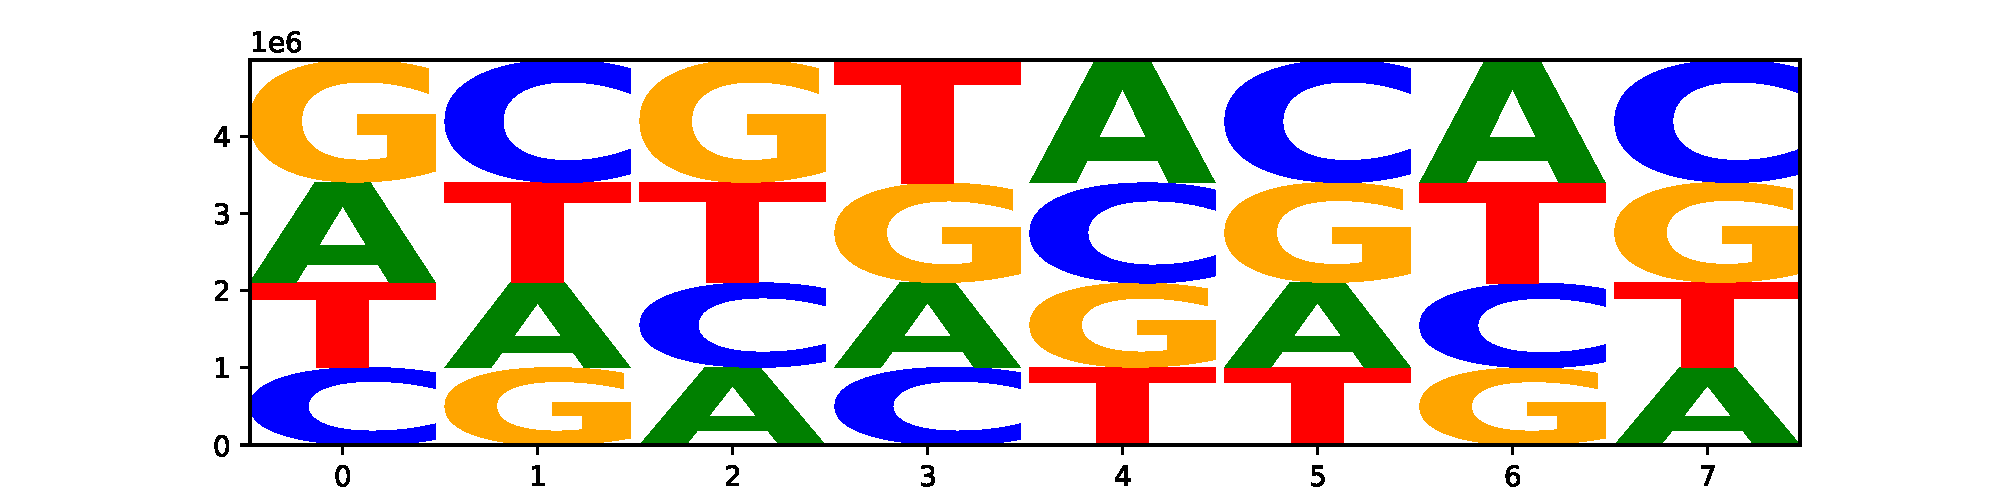 1e6
G C G T A C A C
4
A T T G C G T G
3
T A C A G A C T
2
C G A C T T G A
1
0
0 1 2 3 4 5 6 7